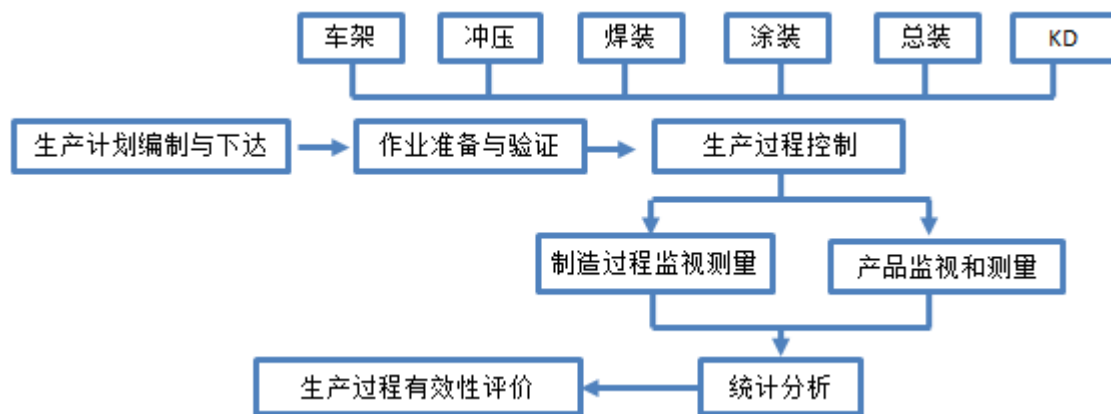 车架
冲压
焊装
涂装
总装
KD
生产计划编制与下达
作业准备与验证
生产过程控制
制造过程监视测量
产品监视和测量
生产过程有效性评价
统计分析